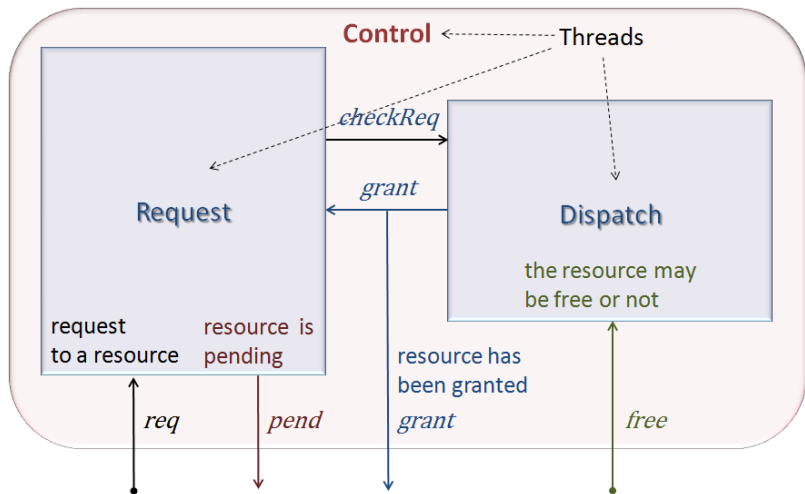 Control
Threads
checkReq
grant
Request
Dispatch
the resource may
be free or not
request
to a resource
resource is
pending
resource has
been granted
req
pend
grant
free